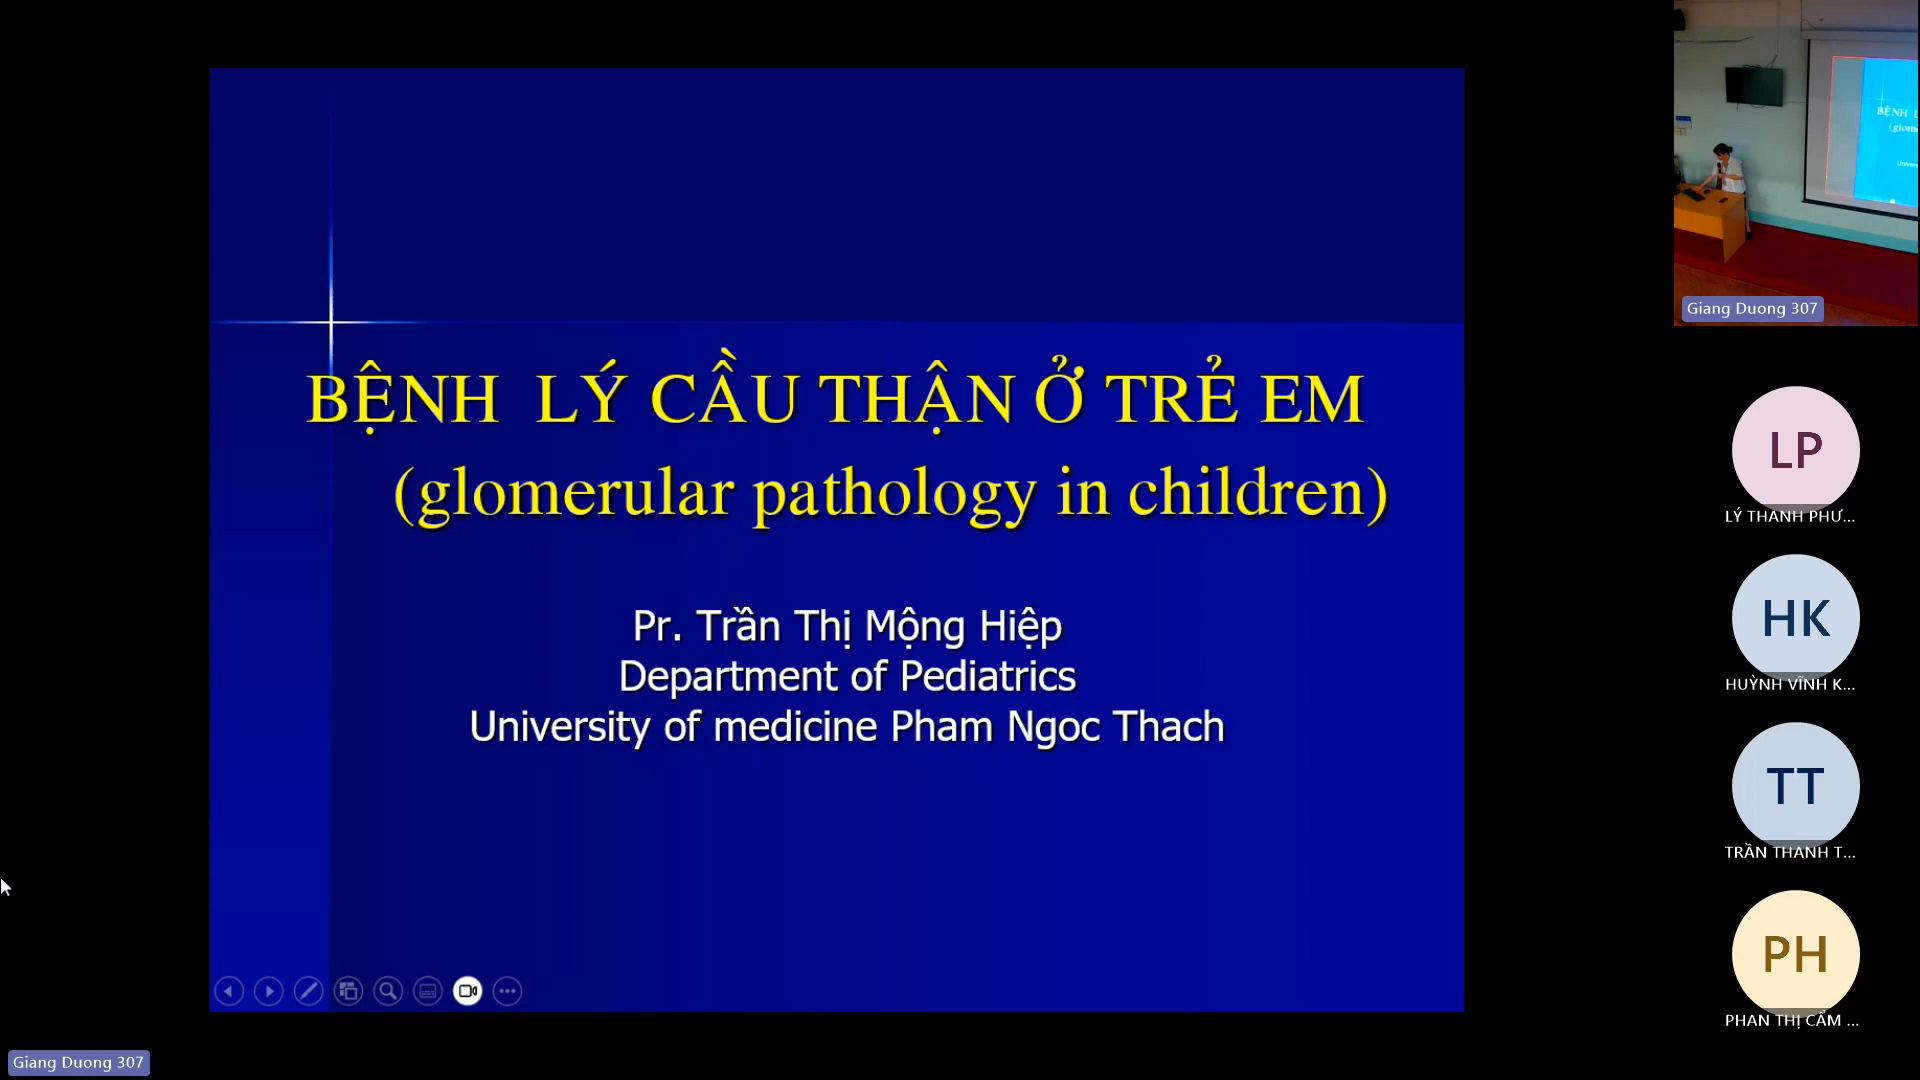 BỆNH LÝ CẦU THẬN Ở TRẺ EM
(glomerular pathology in children)
Pr. Trần Thị Mộng Hiệp
Department of Pediatrics
University of medicine Pham Ngoc Thach
Giang Duong 307
BỆNH L
(glom
LP
LÝ THANH PHƯ...
HK
HUỲNH VĨNH K...
TT
TRẦN THANH T...
PH
PHAN THỊ CẨM ...
Giang Duong 307